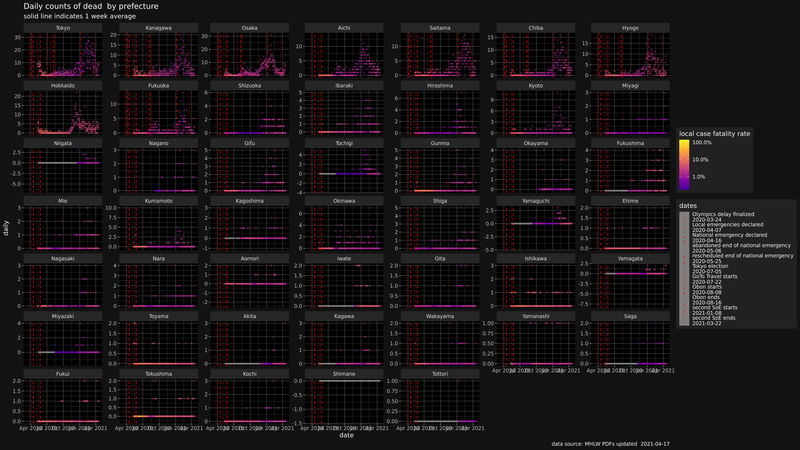 Daily counts of dead by prefecture
solid line indicates 1 week average
Tokyo
Kanagawa
Osaka
Aichi
Saitama
Chiba
Hyogo
Hokkaido
Fukuoka
Shizuoka
Ibaraki
Hiroshima
Kyoto
Miyagi
Niigata
Nagano
Gifu
Tochigi
Gunma
Okayama
Fukushima
Mie
Kumamoto
Kagoshima
Okinawa
Shiga
Yamaguchi
Ehime
Nagasaki
Nara
Aomori
Iwate
Oita
Ishikawa
Yamagata
Miyazaki
Toyama
Akita
Kagawa
Wakayama
Yamanashi
Saga
Fukui
Tokushima
Kochi
Shimane
Tottori
daily
date
local case fatality rate
100.0%
10.0%
1.0%
dates
Olympics delay finalized
2020-03-24
Local emergencies declared
2020-04-07
National emergency declared
2020-04-16
abandoned end of national emergency
2020-05-06
rescheduled end of national emergency
2020-05-25
Tokyo election
2020-07-05
GoTo Travel starts
2020-07-22
Obon starts
2020-08-08
Obon ends
2020-08-16
second SoE starts
2021-01-08
second SoE ends
2021-03-22
data source: MHLW PDFs updated 2021-04-17